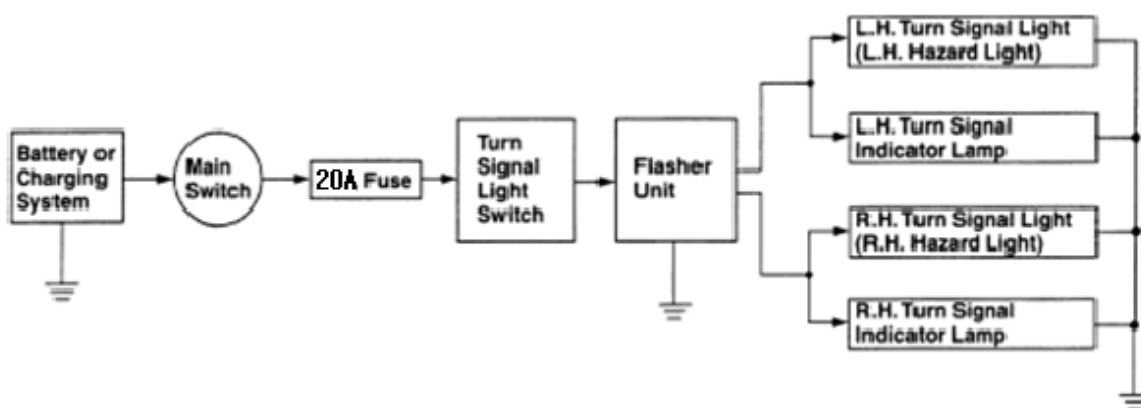 Battery or
Charging
System
Main
Switch
20A Fuse
Turn
Signal
Light
Switch
Flasher
Unit
L.H. Turn Signal Light
(L.H. Hazard Light)
L.H. Turn Signal
Indicator Lamp
R.H. Turn Signal Light
(R.H. Hazard Light)
R.H. Turn Signal
Indicator Lamp